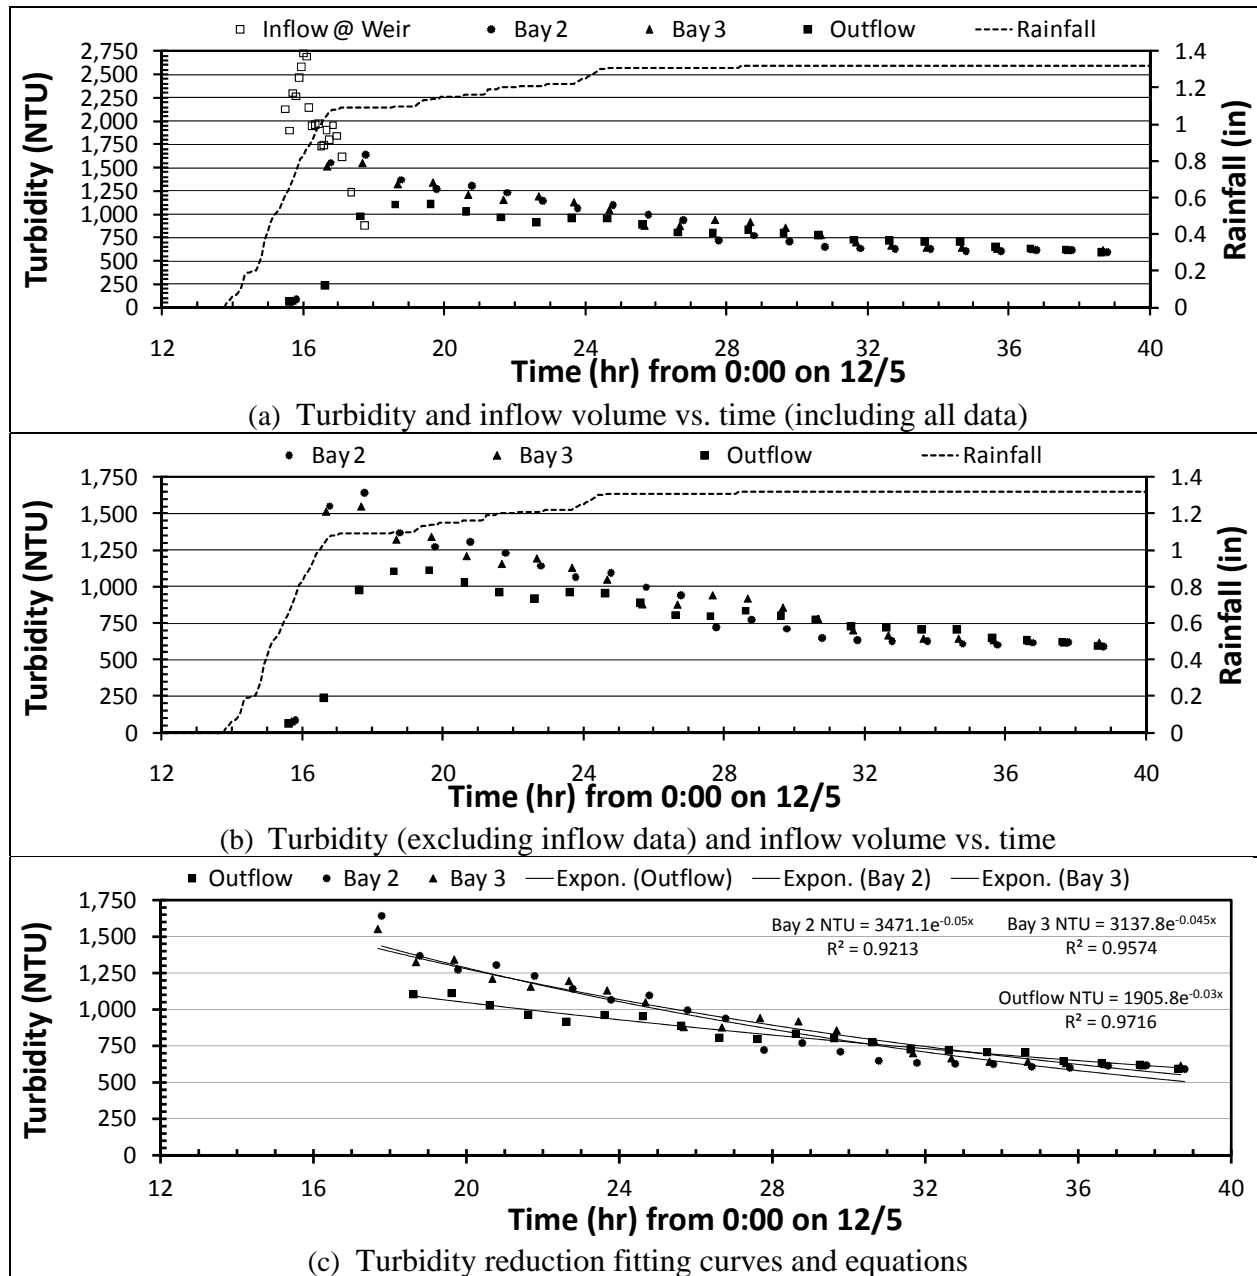 Inflow @ Weir Bay 2 Bay 3 Outflow Rainfall
2,750
2,500
2,250
2,000
1,750
1,500
1,250
1,000
750
500
250
0
Turbidity (NTU)
1.4
1.2
1
0.8
0.6
0.4
0.2
0
Rainfall (in)
12 16 20 24 28 32 36 40
Time (hr) from 0:00 on 12/5
(a) Turbidity and inflow volume vs. time (including all data)
Bay 2 Bay 3 Outflow Rainfall
1,750
1,500
1,250
1,000
750
500
250
0
Turbidity (NTU)
1.4
1.2
1
0.8
0.6
0.4
0.2
0
Rainfall (in)
12 16 20 24 28 32 36 40
Time (hr) from 0:00 on 12/5
(b) Turbidity (excluding inflow data) and inflow volume vs. time
Outflow Bay 2 Bay 3 Expon. (Outflow) Expon. (Bay 2) Expon. (Bay 3)
1,750
1,500
1,250
1,000
750
500
250
0
Turbidity (NTU)
Bay 2 NTU = 3471.1e^-0.05x
R² = 0.9213
Bay 3 NTU = 3137.8e^-0.045x
R² = 0.9574
Outflow NTU = 1905.8e^-0.03x
R² = 0.9716
12 16 20 24 28 32 36 40
Time (hr) from 0:00 on 12/5
(c) Turbidity reduction fitting curves and equations